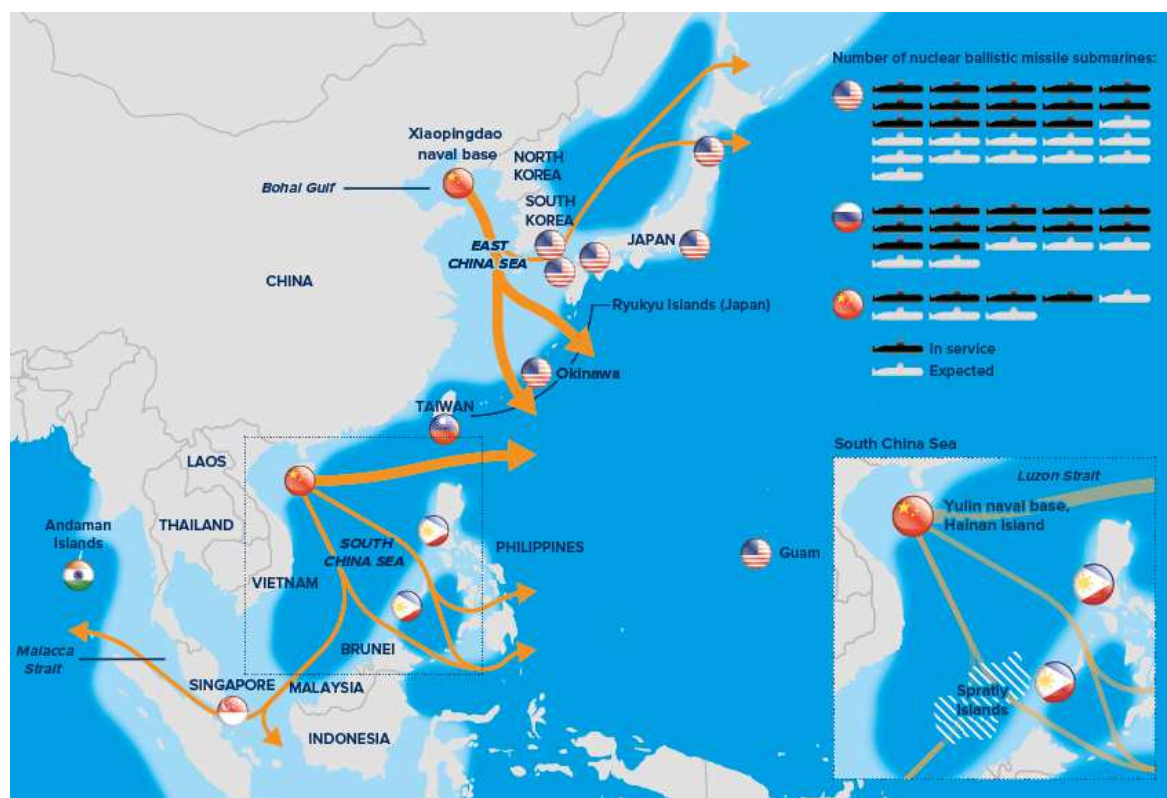 Number of nuclear ballistic missile submarines:
Xiaopingdao
naval base
NORTH
KOREA
Bohai Gulf
SOUTH
KOREA
EAST
CHINA SEA
JAPAN
CHINA
Ryukyu Islands (Japan)
In service
Expected
Okinawa
TAIWAN
South China Sea
LAOS
Luzon Strait
Yulin naval base,
Hainan Island
Andaman
Islands
THAILAND
SOUTH
CHINA SEA
PHILIPPINES
Guam
VIETNAM
BRUNEI
Malacca
Strait
SINGAPORE
MALAYSIA
Spratly
Islands
INDONESIA